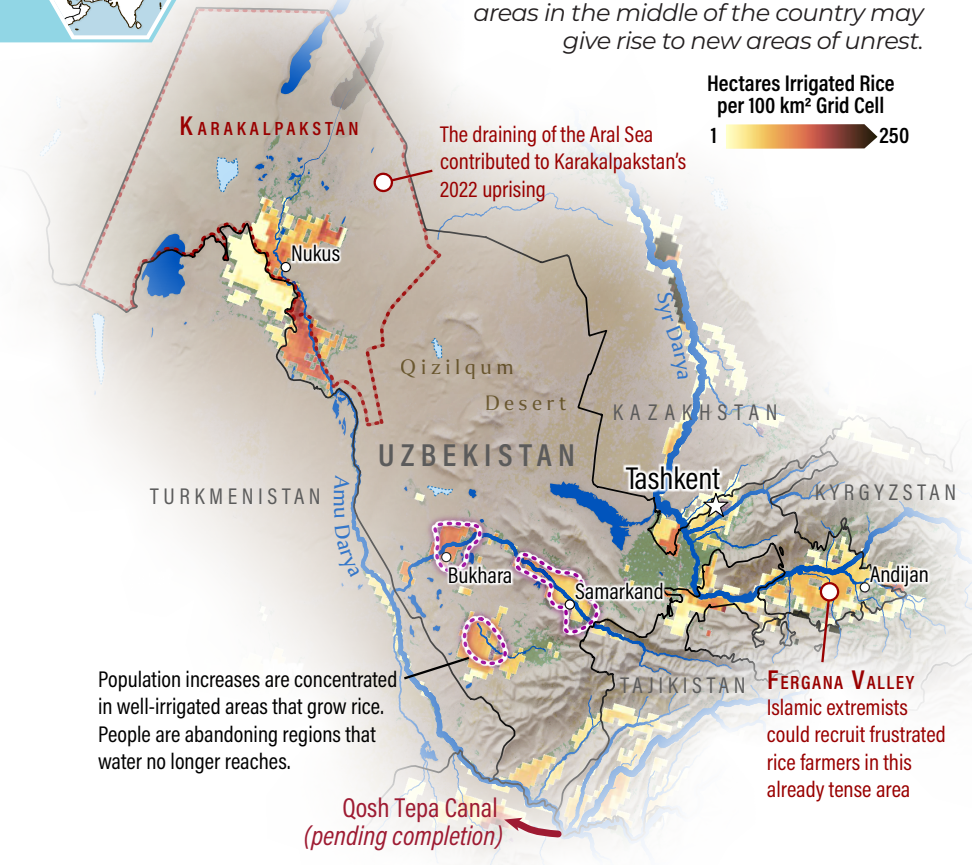 areas in the middle of the country may
give rise to new areas of unrest.
Hectares Irrigated Rice
per 100 km² Grid Cell
1
250
KARAKALPAKSTAN
The draining of the Aral Sea
contributed to Karakalpakstan’s
2022 uprising
Nukus
Syr Darya
Qizilqum
Desert
KAZAKHSTAN
UZBEKISTAN
Tashkent
TURKMENISTAN
KYRGYZSTAN
Amu Darya
Bukhara
Samarkand
Andijan
Population increases are concentrated
in well-irrigated areas that grow rice.
People are abandoning regions that
water no longer reaches.
TAJIKISTAN
FERGANA VALLEY
Islamic extremists
could recruit frustrated
rice farmers in this
already tense area
Qosh Tepa Canal
(pending completion)